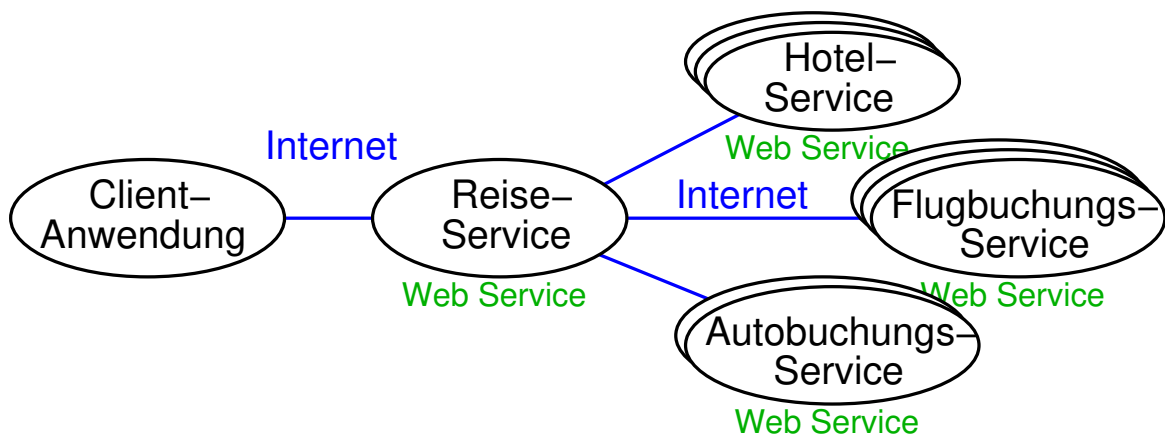 Hotel–
Service
Web Service
Internet
Client–
Anwendung
Reise–
Service
Web Service
Internet
Flugbuchungs–
Service
Web Service
Autobuchungs–
Service
Web Service